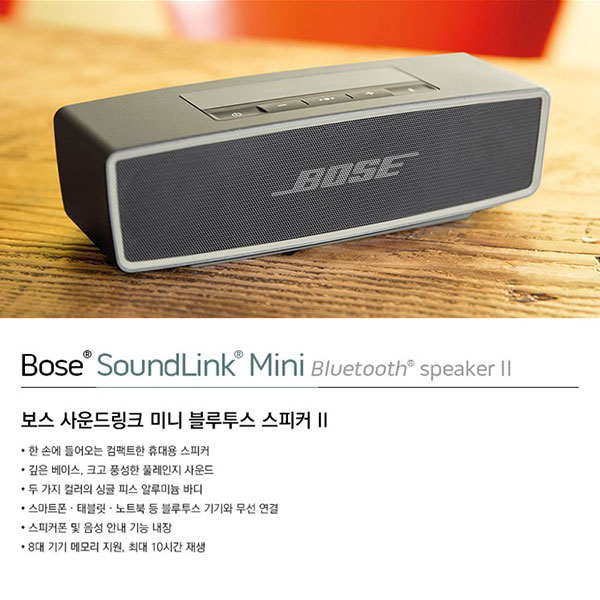 BOSE
Bose® SoundLink® Mini Bluetooth® speaker II
보스 사운드링크 미니 블루투스 스피커 II
• 한 손에 들어오는 컴팩트한 휴대용 스피커
• 깊은 베이스, 크고 풍성한 풀레인지 사운드
• 두 가지 컬러의 싱글 피스 알루미늄 바디
• 스마트폰 · 태블릿 · 노트북 등 블루투스 기기와 무선 연결
• 스피커폰 및 음성 안내 기능 내장
• 8대 기기 메모리 지원, 최대 10시간 재생